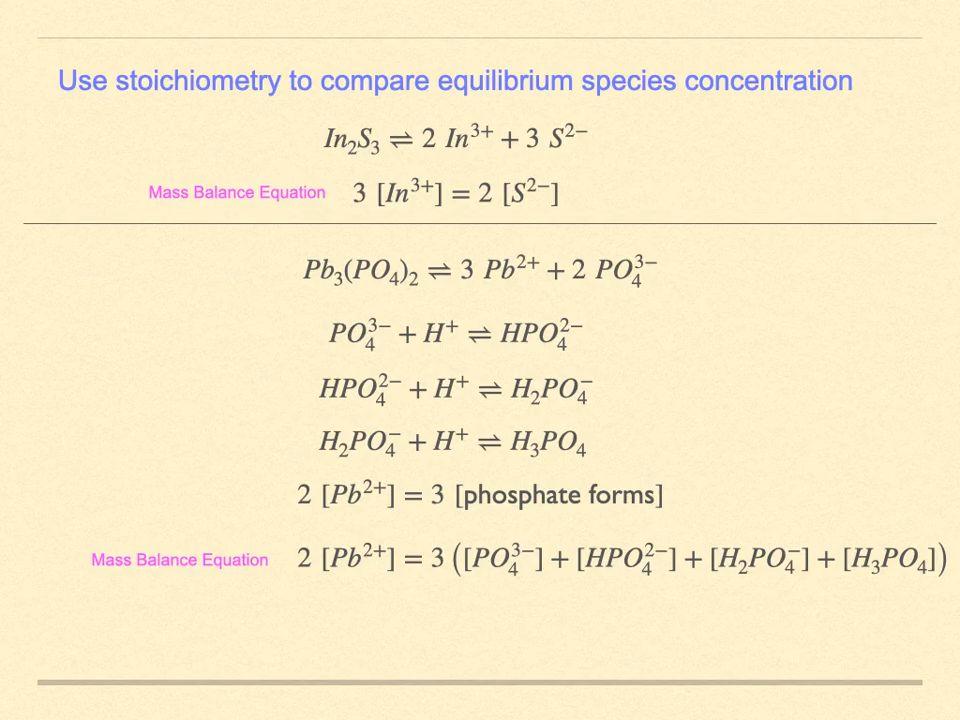 Use stoichiometry to compare equilibrium species concentration
In₂S₃ ⇌ 2 In³⁺ + 3 S²⁻
Mass Balance Equation 3 [In³⁺] = 2 [S²⁻]
Pb₃(PO₄)₂ ⇌ 3 Pb²⁺ + 2 PO₄³⁻
PO₄³⁻ + H⁺ ⇌ HPO₄²⁻
HPO₄²⁻ + H⁺ ⇌ H₂PO₄⁻
H₂PO₄⁻ + H⁺ ⇌ H₃PO₄
2 [Pb²⁺] = 3 [phosphate forms]
Mass Balance Equation 2 [Pb²⁺] = 3 ([PO₄³⁻] + [HPO₄²⁻] + [H₂PO₄⁻] + [H₃PO₄])